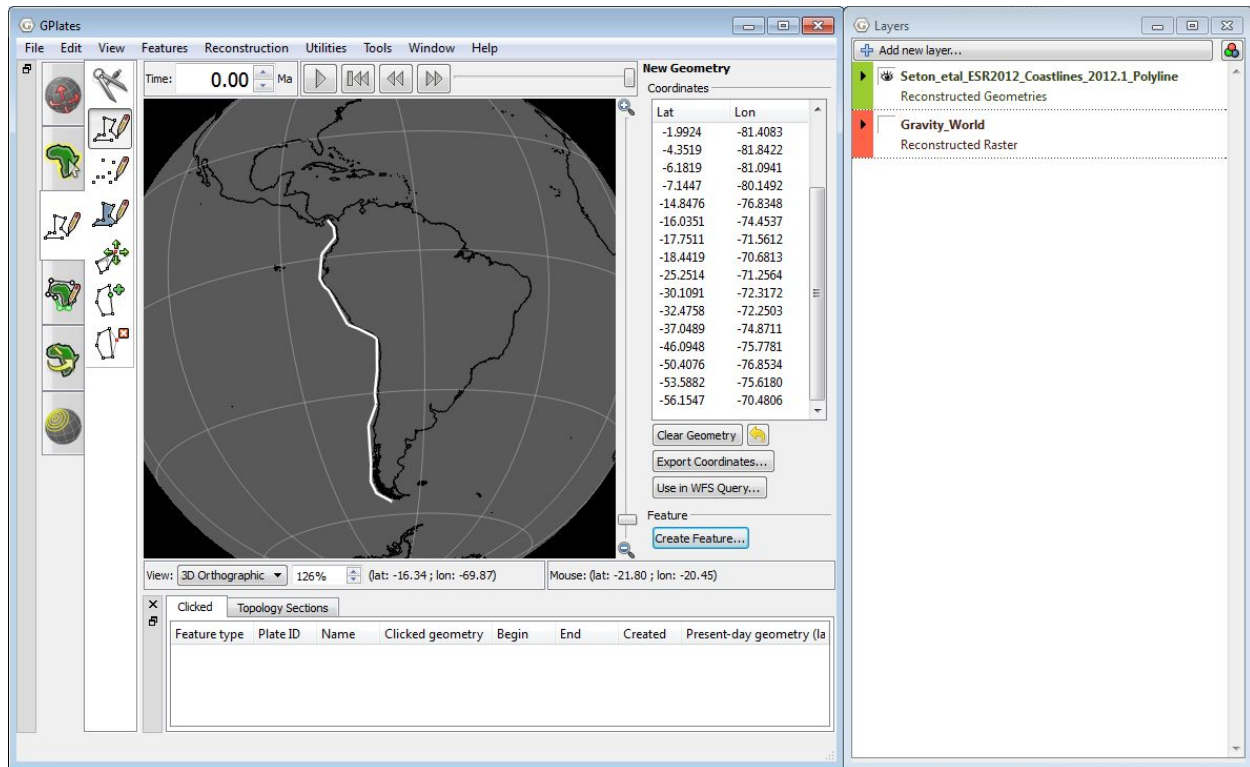 GPlates
File Edit View Features Reconstruction Utilities Tools Window Help
Time: 0.00 Ma
New Geometry
Coordinates
Lat Lon
-1.9924 -81.4083
-4.3519 -81.8422
-6.1819 -81.0941
-7.1447 -80.1492
-14.8476 -76.8348
-16.0351 -74.4537
-17.7511 -71.5612
-18.4419 -70.6813
-25.2514 -71.2564
-30.1091 -72.3172
-32.4758 -72.2503
-37.0489 -74.8711
-46.0948 -75.7781
-50.4076 -76.8534
-53.5882 -75.6180
-56.1547 -70.4806
Clear Geometry
Export Coordinates...
Use in WFS Query...
Feature
Create Feature...
View: 3D Orthographic 126% (lat: -16.34 ; lon: -69.87) Mouse: (lat: -21.80 ; lon: -20.45)
Clicked Topology Sections
Feature type Plate ID Name Clicked geometry Begin End Created Present-day geometry (la
Layers
Add new layer...
Seton_etal_ESR2012_Coastlines_2012.1_Polyline
Reconstructed Geometries
Gravity_World
Reconstructed Raster